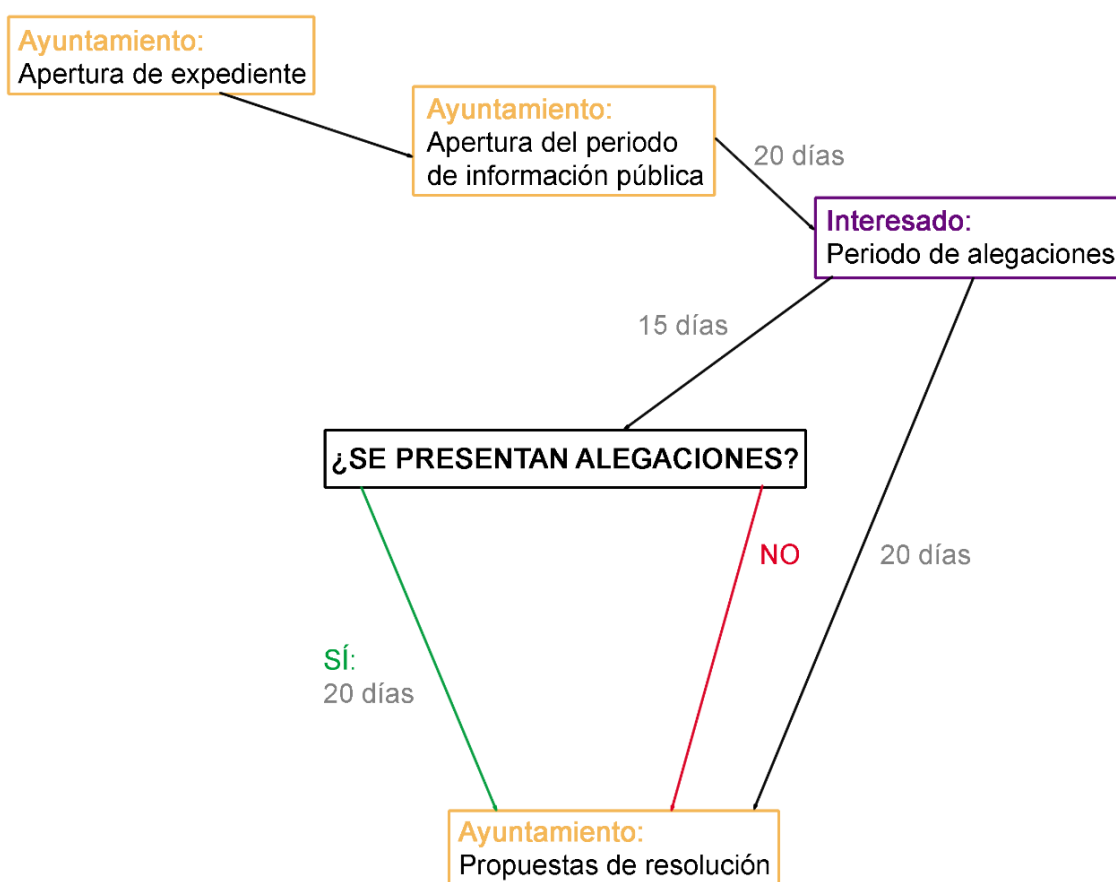 Ayuntamiento:
Apertura de expediente
Ayuntamiento:
Apertura del periodo
de información pública
20 días
Interesado:
Periodo de alegaciones
15 días
¿SE PRESENTAN ALEGACIONES?
NO
20 días
SÍ:
20 días
Ayuntamiento:
Propuestas de resolución